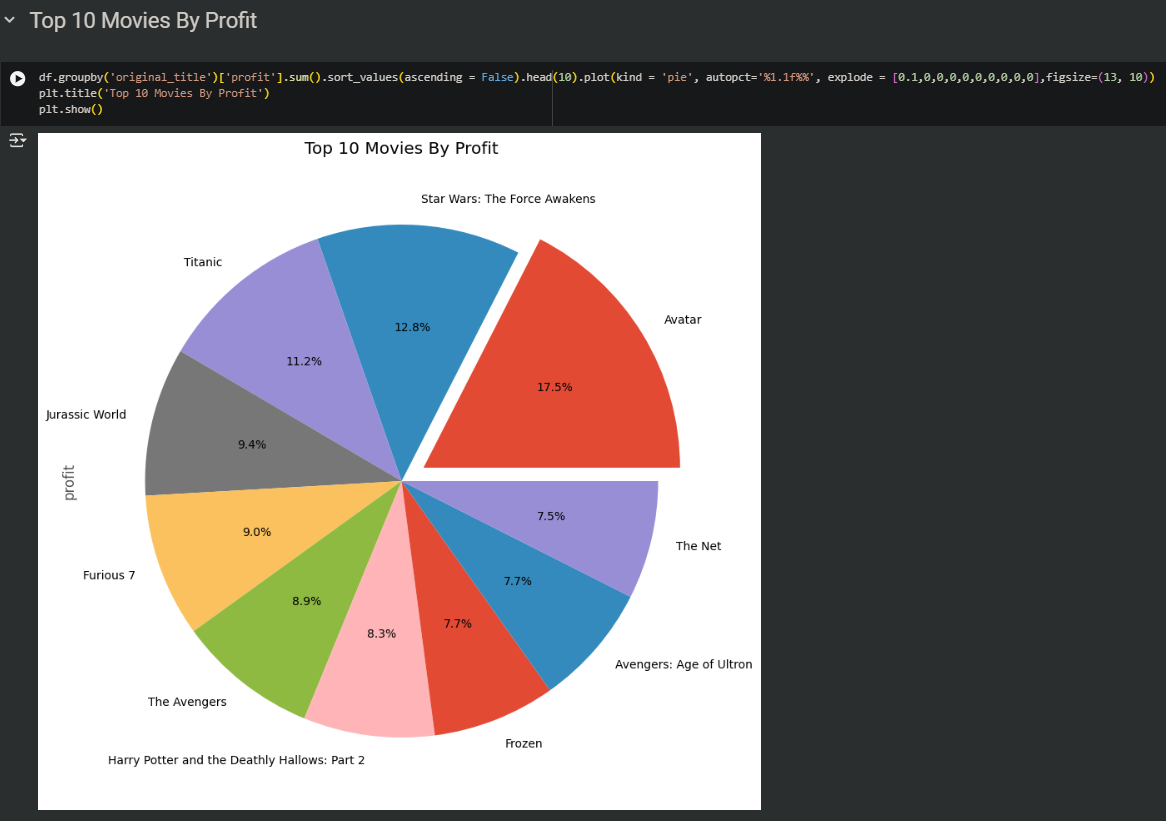 Top 10 Movies By Profit
df.groupby('original_title')['profit'].sum().sort_values(ascending = False).head(10).plot(kind = 'pie', autopct='%1.1f%%', explode = [0.1,0,0,0,0,0,0,0,0,0],figsize=(13, 10))
plt.title('Top 10 Movies By Profit')
plt.show()
Top 10 Movies By Profit
Star Wars: The Force Awakens
Titanic
Avatar
12.8%
11.2%
17.5%
Jurassic World
9.4%
profit
7.5%
9.0%
The Net
Furious 7
7.7%
8.9%
7.7%
8.3%
Avengers: Age of Ultron
The Avengers
Frozen
Harry Potter and the Deathly Hallows: Part 2